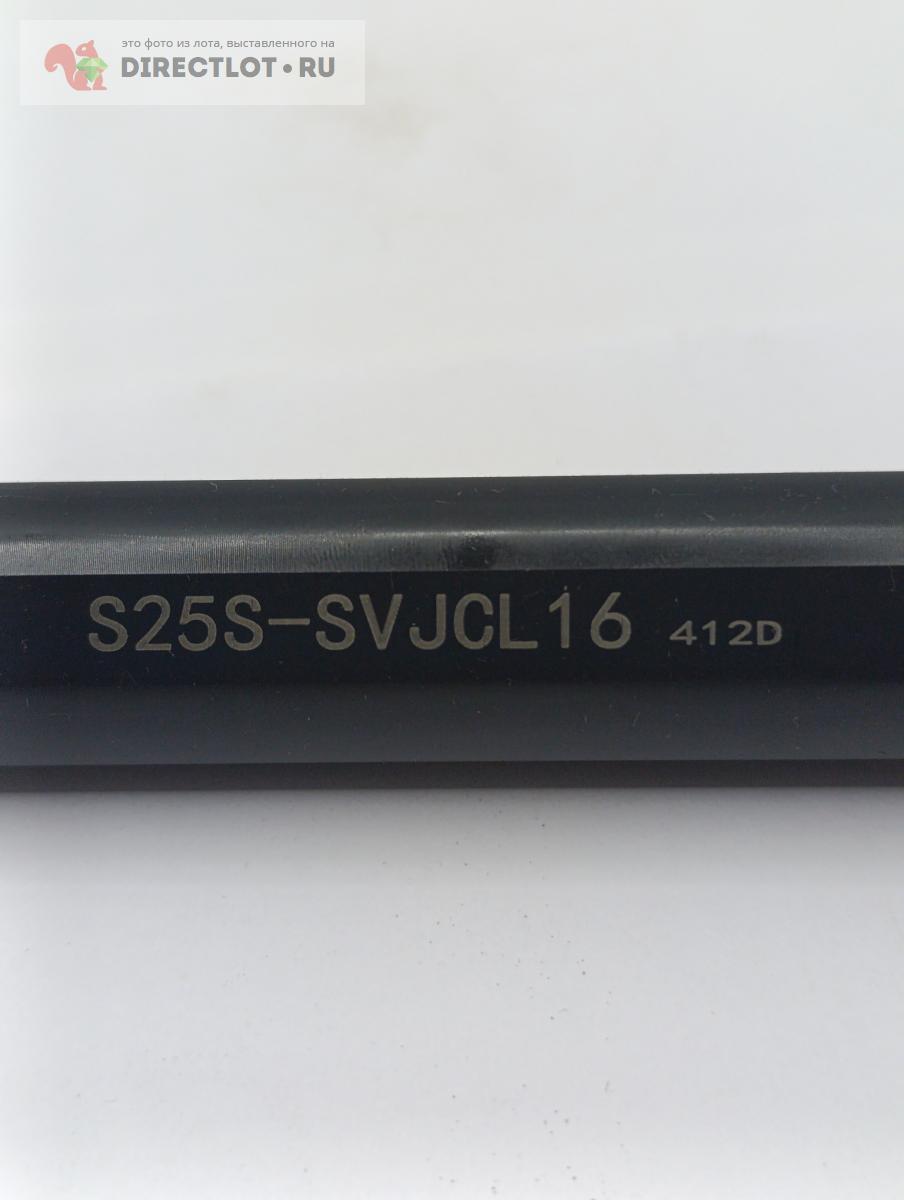 это фото из лота, выставленного на
DIRECTLOT•RU
S25S-SVJCL16 412D